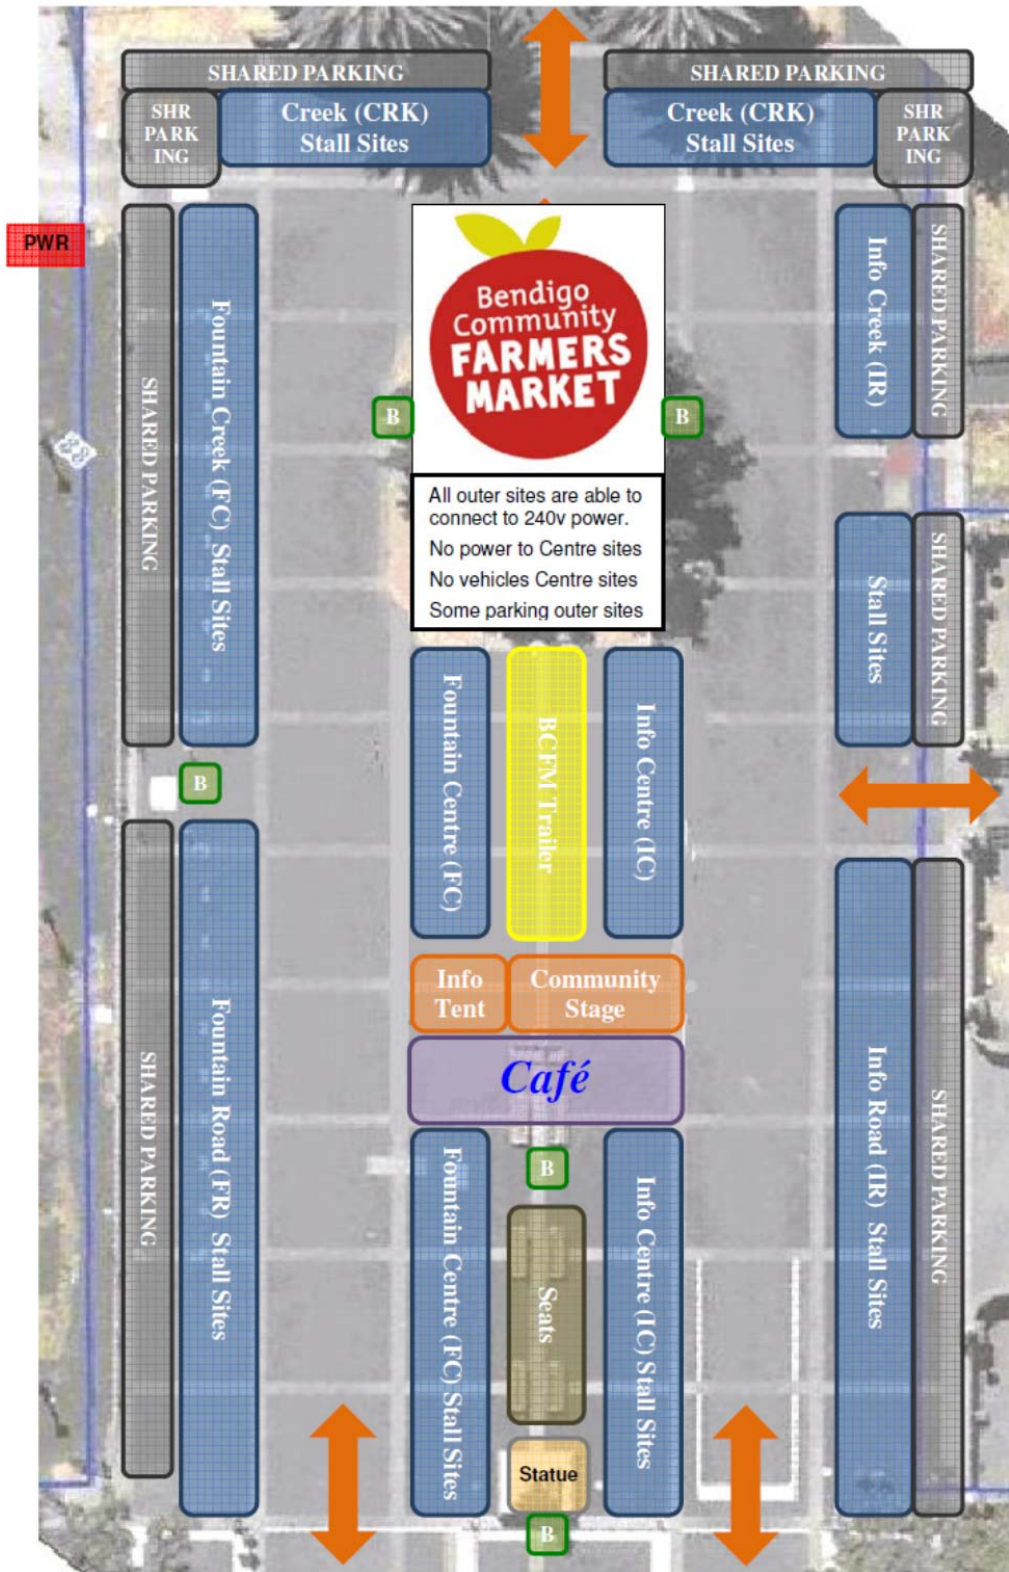 SHARED PARKING
SHARED PARKING
SHR
PARK
ING
Creek (CRK)
Stall Sites
Creek (CRK)
Stall Sites
SHR
PARK
ING
PWR
SHARED PARKING
Fountain Creek (FC)  Stall Sites
Bendigo
Community
FARMERS
MARKET
B
B
Info Creek (IR)
SHARED PARKING
All outer sites are able to
connect to 240v power.
No power to Centre sites
No vehicles Centre sites
Some parking outer sites
Stall Sites
SHARED PARKING
Fountain Centre (FC)
BCFM Trailer
Info Centre (IC)
B
SHARED PARKING
Fountain Road (FR)  Stall Sites
Info
Tent
Community
Stage
Café
B
Fountain Centre (FC) Stall Sites
Seats
Info Centre (IC) Stall Sites
Info Road (IR)  Stall Sites
SHARED PARKING
Statue
B